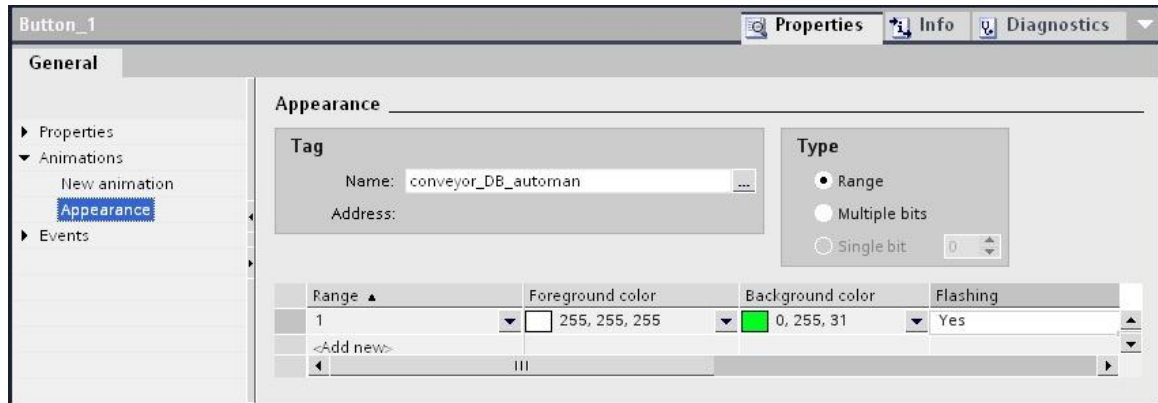 Button_1
Properties
Info
Diagnostics
General
Properties
Animations
New animation
Appearance
Events
Appearance
Tag
Name: conveyor_DB_automan ...
Address:
Type
Range
Multiple bits
Single bit 0
Range Foreground color Background color Flashing
1 255, 255, 255 0, 255, 31 Yes
<Add new>